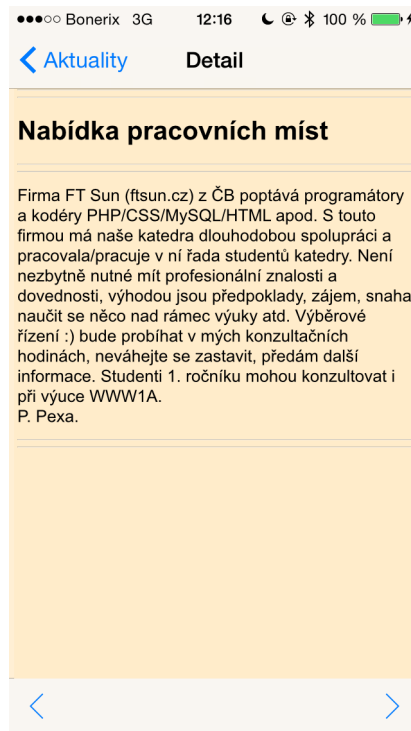 Bonerix 3G 12:16 100 %
Aktuality Detail
Nabídka pracovních míst
Firma FT Sun (ftsun.cz) z ČB poptává programátory
a kodéry PHP/CSS/MySQL/HTML apod. S touto
firmou má naše katedra dlouhodobou spolupráci a
pracovala/pracuje v ní řada studentů katedry. Není
nezbytně nutné mít profesionální znalosti a
dovednosti, výhodou jsou předpoklady, zájem, snaha
naučit se něco nad rámec výuky atd. Výběrové
řízení :) bude probíhat v mých konzultačních
hodinách, neváhejte se zastavit, předám další
informace. Studenti 1. ročníku mohou konzultovat i
při výuce WWW1A.
P. Pexa.